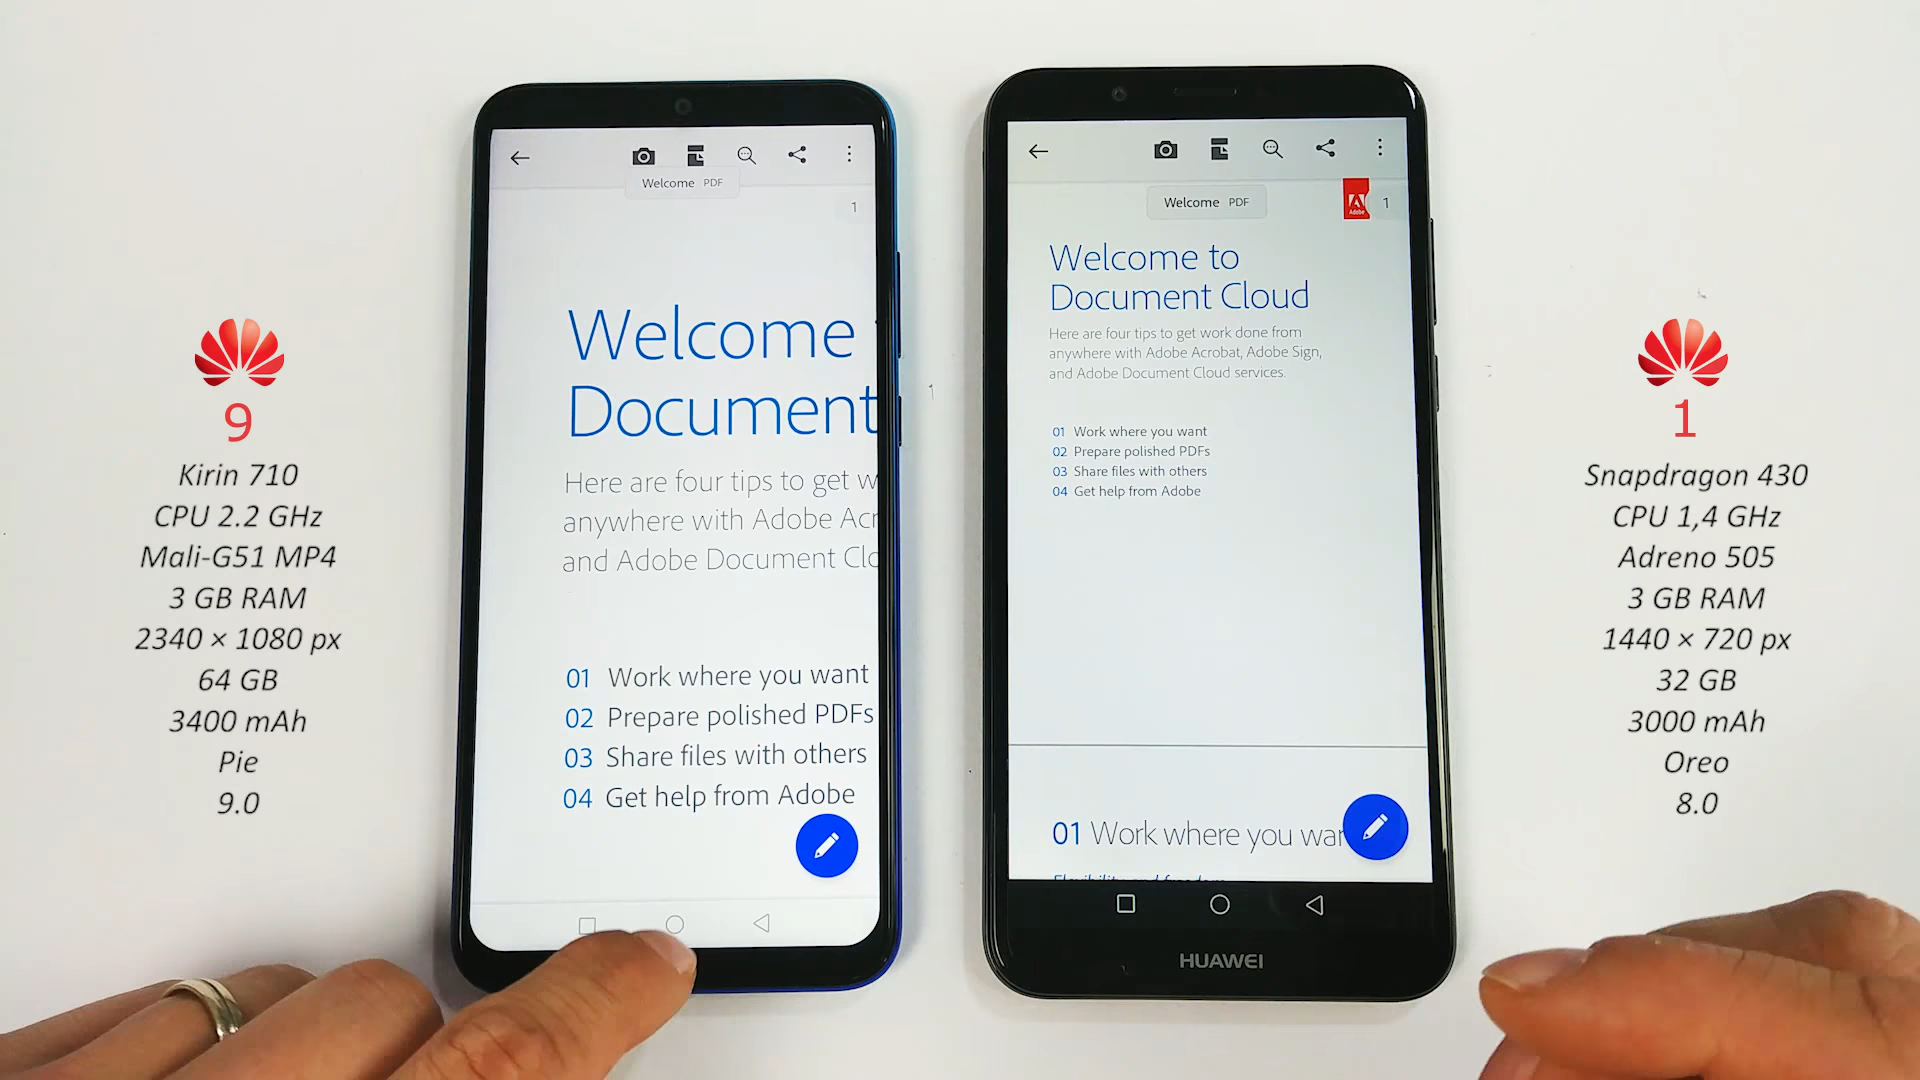 9
Kirin 710
CPU 2.2 GHz
Mali-G51 MP4
3 GB RAM
2340 × 1080 px
64 GB
3400 mAh
Pie
9.0
Welcome PDF
1
Welcome
Document
Here are four tips to get w
anywhere with Adobe Acr
and Adobe Document Clo
01 Work where you want
02 Prepare polished PDFs
03 Share files with others
04 Get help from Adobe
1
Welcome PDF
Adobe
1
Welcome to
Document Cloud
Here are four tips to get work done from
anywhere with Adobe Acrobat, Adobe Sign,
and Adobe Document Cloud services.
01 Work where you want
02 Prepare polished PDFs
03 Share files with others
04 Get help from Adobe
01 Work where you wan
Flexibility and freedom
HUAWEI
1
Snapdragon 430
CPU 1,4 GHz
Adreno 505
3 GB RAM
1440 × 720 px
32 GB
3000 mAh
Oreo
8.0